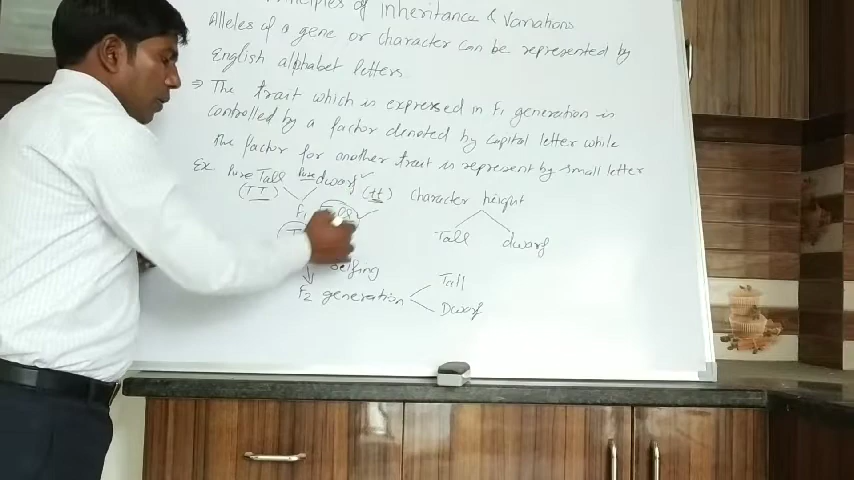 Principles of Inheritance & Variations
Alleles of a gene or character can be represented by
English alphabet letters
⇒ The trait which is expressed in F1 generation is
controlled by a factor denoted by capital letter while
the factor for another trait is represent by small letter
Ex pure Tall pure dwarf ✓
(TT) (tt) character height
F1
T
Tall dwarf
selfing
F2 generation
Tall
Dwarf